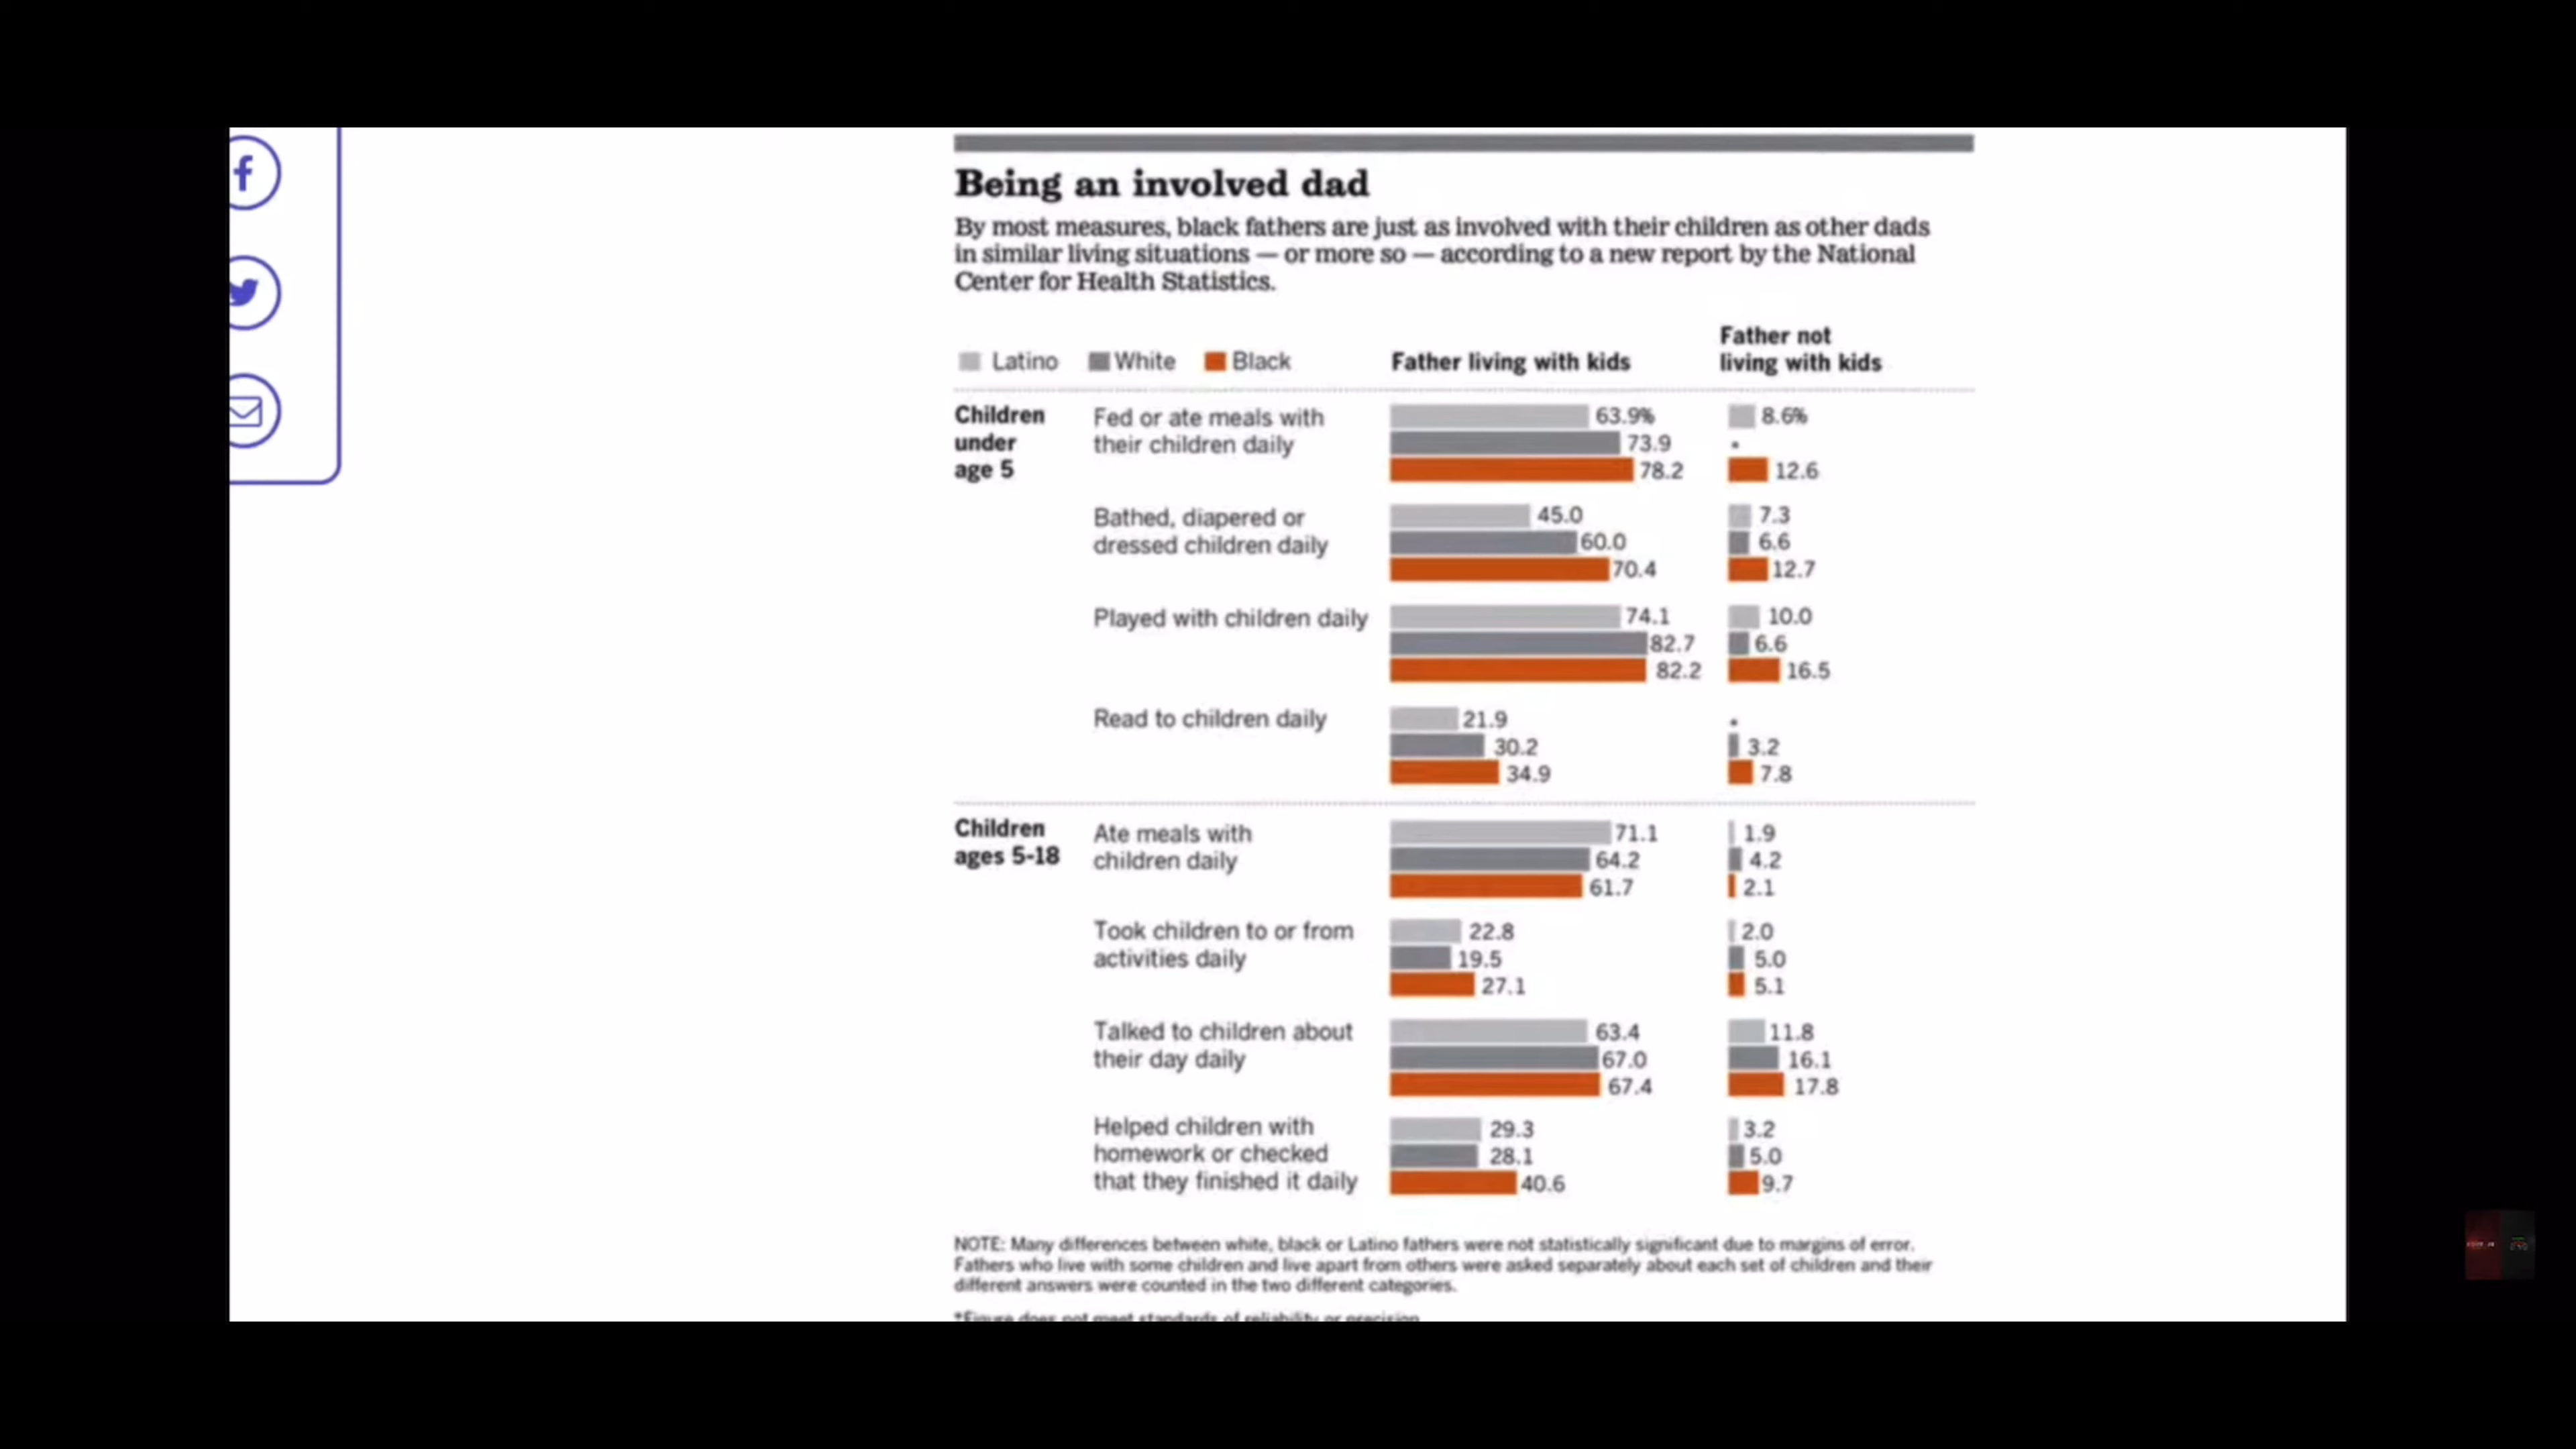 Being an involved dad
By most measures, black fathers are just as involved with their children as other dads
in similar living situations — or more so — according to a new report by the National
Center for Health Statistics.
Latino White Black
Father living with kids
Father not
living with kids
Children
under
age 5
Fed or ate meals with
their children daily
63.9%
73.9
78.2
8.6%
*
12.6
Bathed, diapered or
dressed children daily
45.0
60.0
70.4
7.3
6.6
12.7
Played with children daily
74.1
82.7
82.2
10.0
6.6
16.5
Read to children daily
21.9
30.2
34.9
*
3.2
7.8
Children
ages 5-18
Ate meals with
children daily
71.1
64.2
61.7
1.9
4.2
2.1
Took children to or from
activities daily
22.8
19.5
27.1
2.0
5.0
5.1
Talked to children about
their day daily
63.4
67.0
67.4
11.8
16.1
17.8
Helped children with
homework or checked
that they finished it daily
29.3
28.1
40.6
3.2
5.0
9.7
NOTE: Many differences between white, black or Latino fathers were not statistically significant due to margins of error.
Fathers who live with some children and live apart from others were asked separately about each set of children and their
different answers were counted in the two different categories.
*Figure does not meet standards of reliability or precision